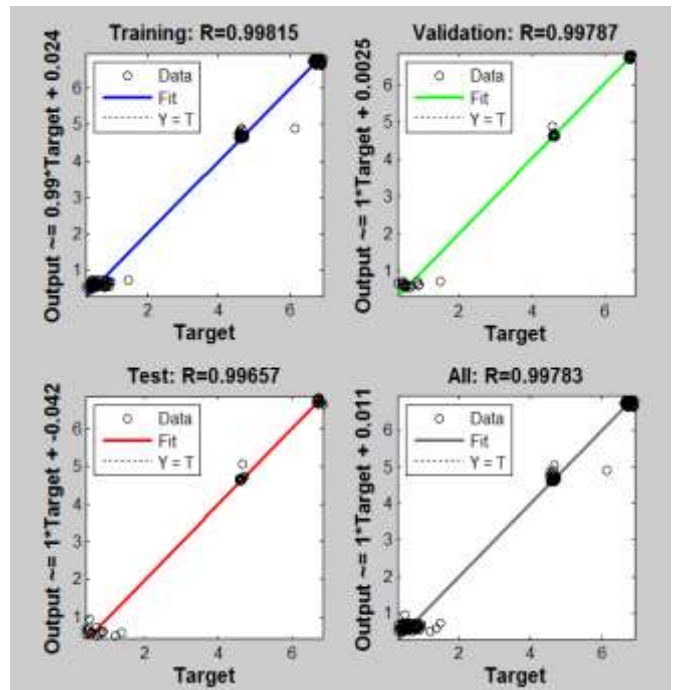 Training: R=0.99815
Output ~= 0.99*Target + 0.024
Data
Fit
Y = T
6
5
4
3
2
1
2 4 6
Target
Validation: R=0.99787
Output ~= 1*Target + 0.0025
Data
Fit
Y = T
6
5
4
3
2
1
2 4 6
Target
Test: R=0.99657
Output ~= 1*Target + -0.042
Data
Fit
Y = T
6
5
4
3
2
1
2 4 6
Target
All: R=0.99783
Output ~= 1*Target + 0.011
Data
Fit
Y = T
6
5
4
3
2
1
2 4 6
Target